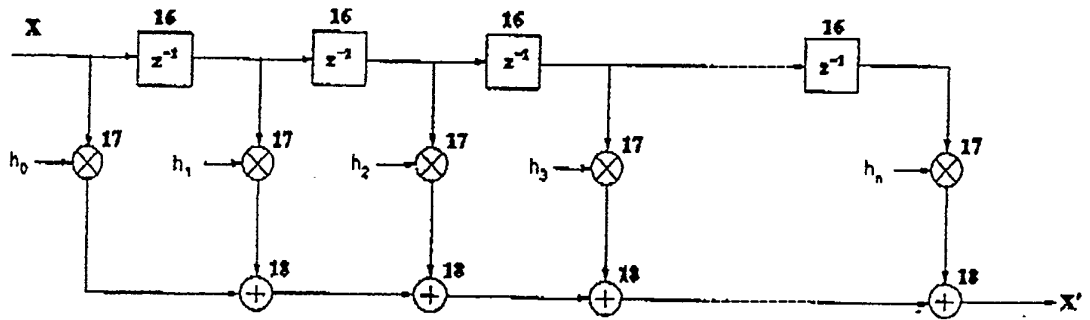 X 16 16 16 16
z⁻¹ z⁻¹ z⁻¹ z⁻¹
17 17 17 17 17
h₀ h₁ h₂ h₃ hₙ
18 18 18 18
X'